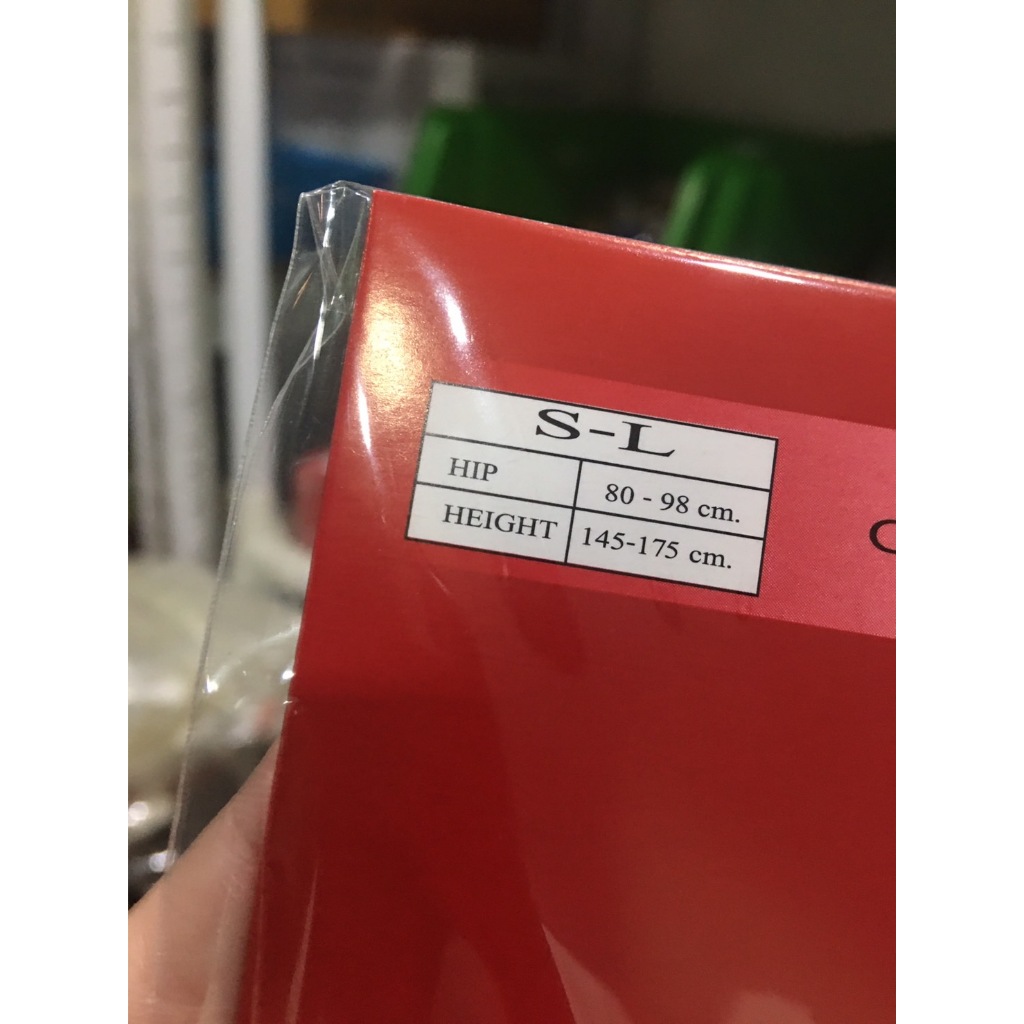 S-L
HIP 80 - 98 cm.
HEIGHT 145-175 cm.